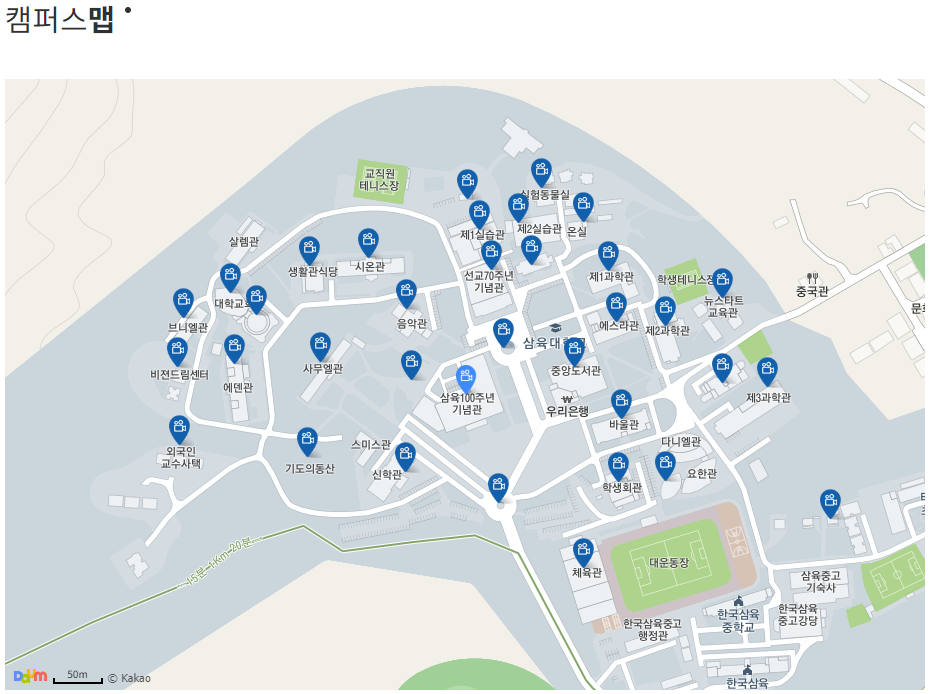 캠퍼스맵
교직원
테니스장
실험동물실
살렘관
제1실습관
제2실습관
온실
생활관식당
시온관
선교70주년
기념관
제1과학관
학생테니스장
중국관
대학교회
뉴스타트
교육관
브니엘관
음악관
에스라관
제2과학관
삼육대학교
비전드림센터
에덴관
사무엘관
중앙도서관
제3과학관
삼육100주년
기념관
우리은행
바울관
스미스관
다니엘관
외국인
교수사택
기도의동산
신학관
요한관
학생회관
45분 1Km 20분
체육관
대운동장
삼육중고
기숙사
한국삼육
중학교
한국삼육
중고강당
한국삼육중고
행정관
한국삼육
Daum
50m
© Kakao